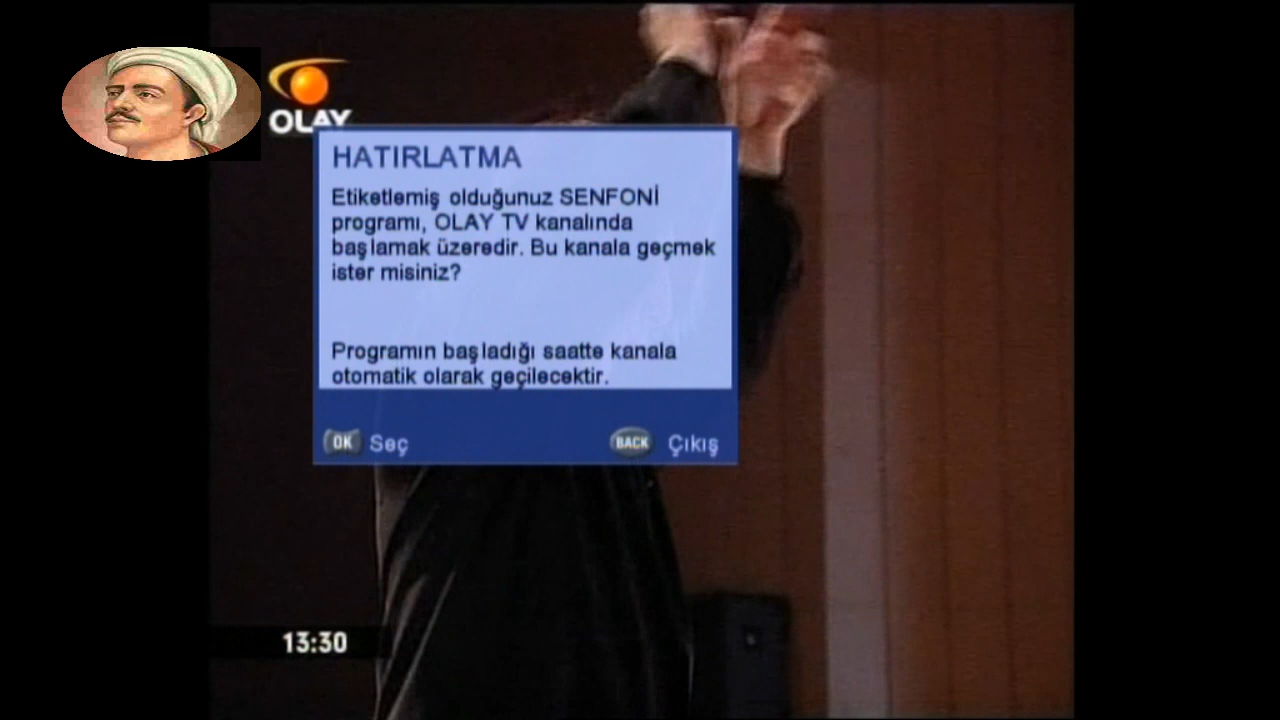 OLAY
HATIRLATMA
Etiketlemiş olduğunuz SENFONİ
programı, OLAY TV kanalında
başlamak üzeredir. Bu kanala geçmek
ister misiniz?
Programın başladığı saatte kanala
otomatik olarak geçilecektir.
OK Seç
BACK Çıkış
13:30